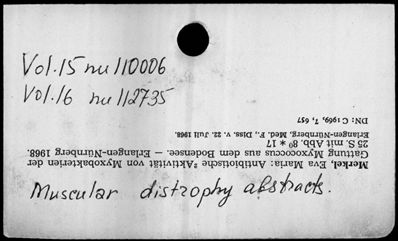 Vol.15 nu 110006
Vol.16 nu 112735
Muscular distrophy abstracts.
Merkel, Eva Maria: Antibiotische Aktivität von Myxobakterien der
Gattung Myxococcus aus dem Bodensee. – Erlangen-Nürnberg 1968.
25 S. mit Abb. 8° * 17
Erlangen-Nürnberg, Med. F., Diss. v. 22. Juli 1968
DN: C 1969, 7, 657